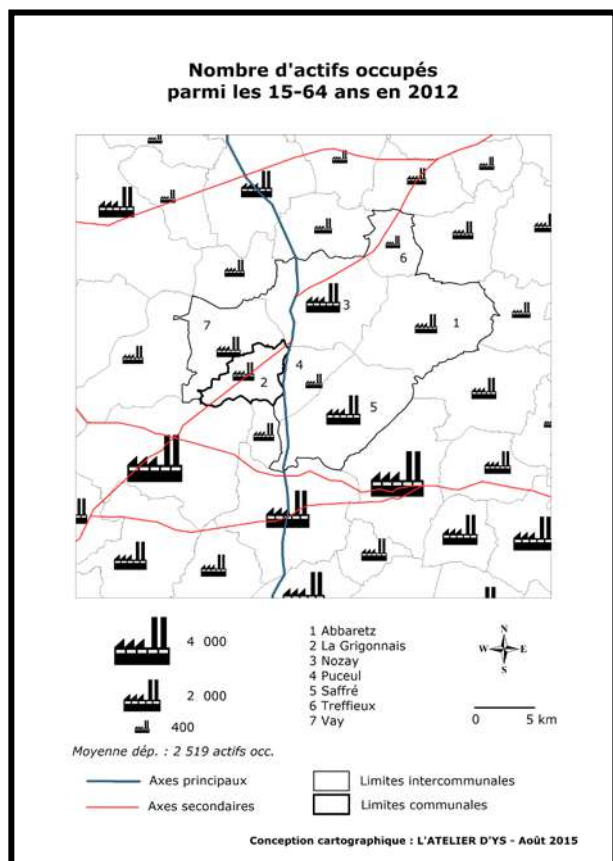 Nombre d'actifs occupés
parmi les 15-64 ans en 2012
6
3
7
1
4
2
5
4 000
2 000
400
Moyenne dép. : 2 519 actifs occ.
1 Abbaretz
2 La Grigonnais
3 Nozay
4 Puceul
5 Saffré
6 Treffieux
7 Vay
N
W E
S
0 5 km
Axes principaux
Axes secondaires
Limites intercommunales
Limites communales
Conception cartographique : L'ATELIER D'YS - Août 2015